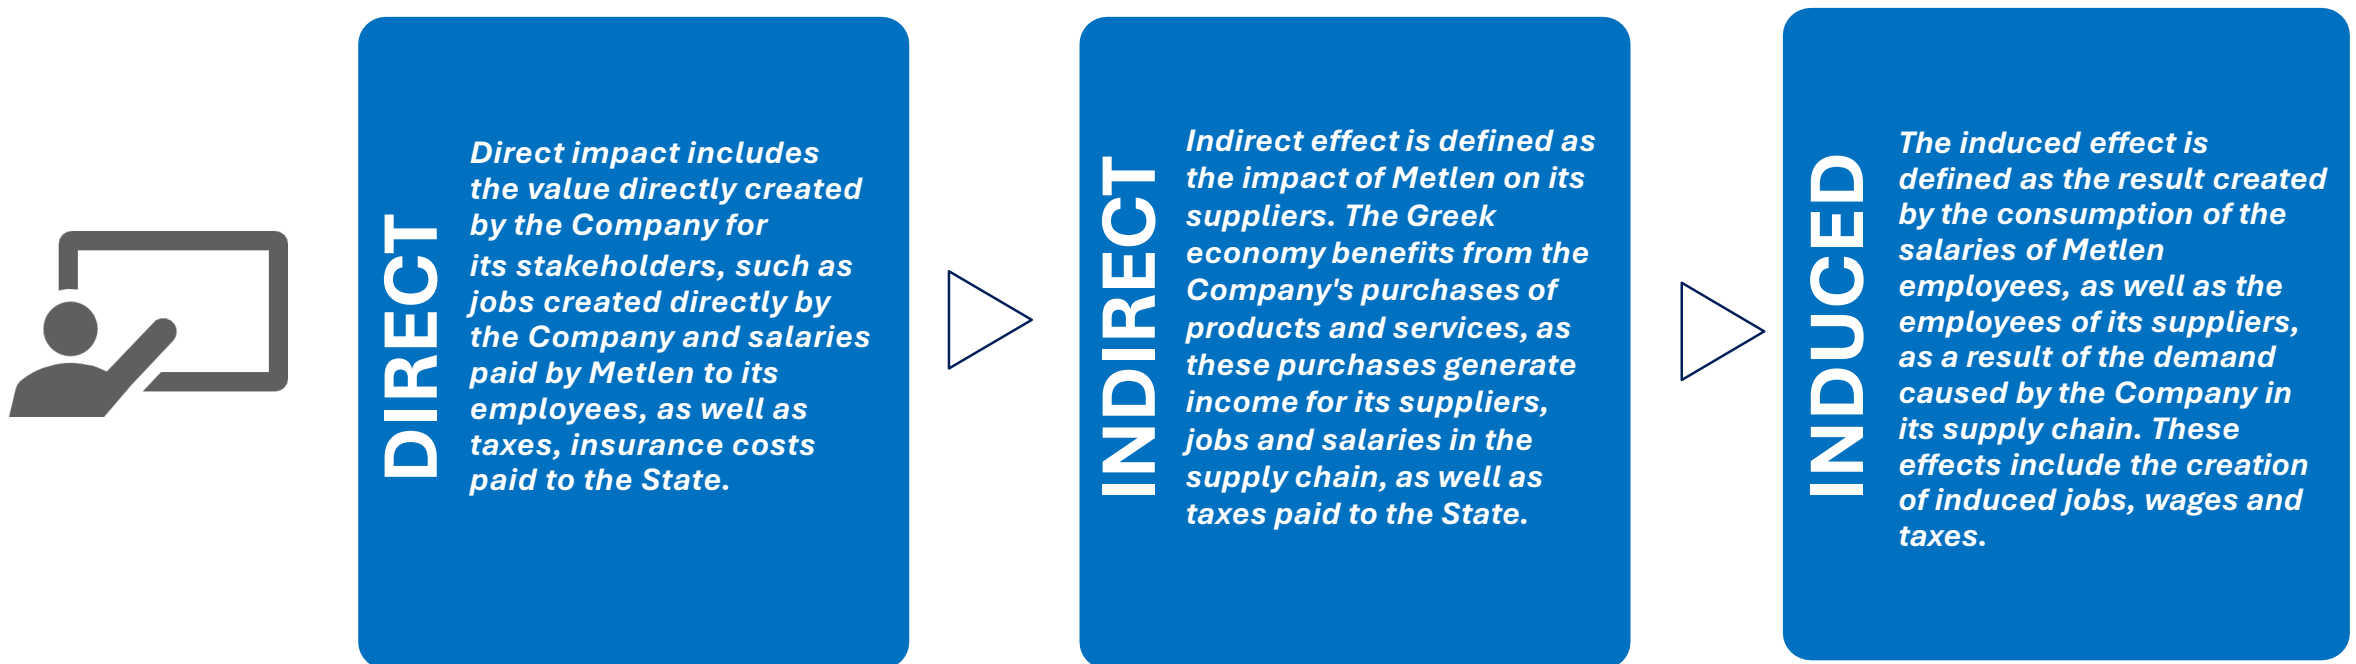 DIRECT
Direct impact includes
the value directly created
by the Company for
its stakeholders, such as
jobs created directly by
the Company and salaries
paid by Metlen to its
employees, as well as
taxes, insurance costs
paid to the State.
INDIRECT
Indirect effect is defined as
the impact of Metlen on its
suppliers. The Greek
economy benefits from the
Company's purchases of
products and services, as
these purchases generate
income for its suppliers,
jobs and salaries in the
supply chain, as well as
taxes paid to the State.
INDUCED
The induced effect is
defined as the result created
by the consumption of the
salaries of Metlen
employees, as well as the
employees of its suppliers,
as a result of the demand
caused by the Company in
its supply chain. These
effects include the creation
of induced jobs, wages and
taxes.